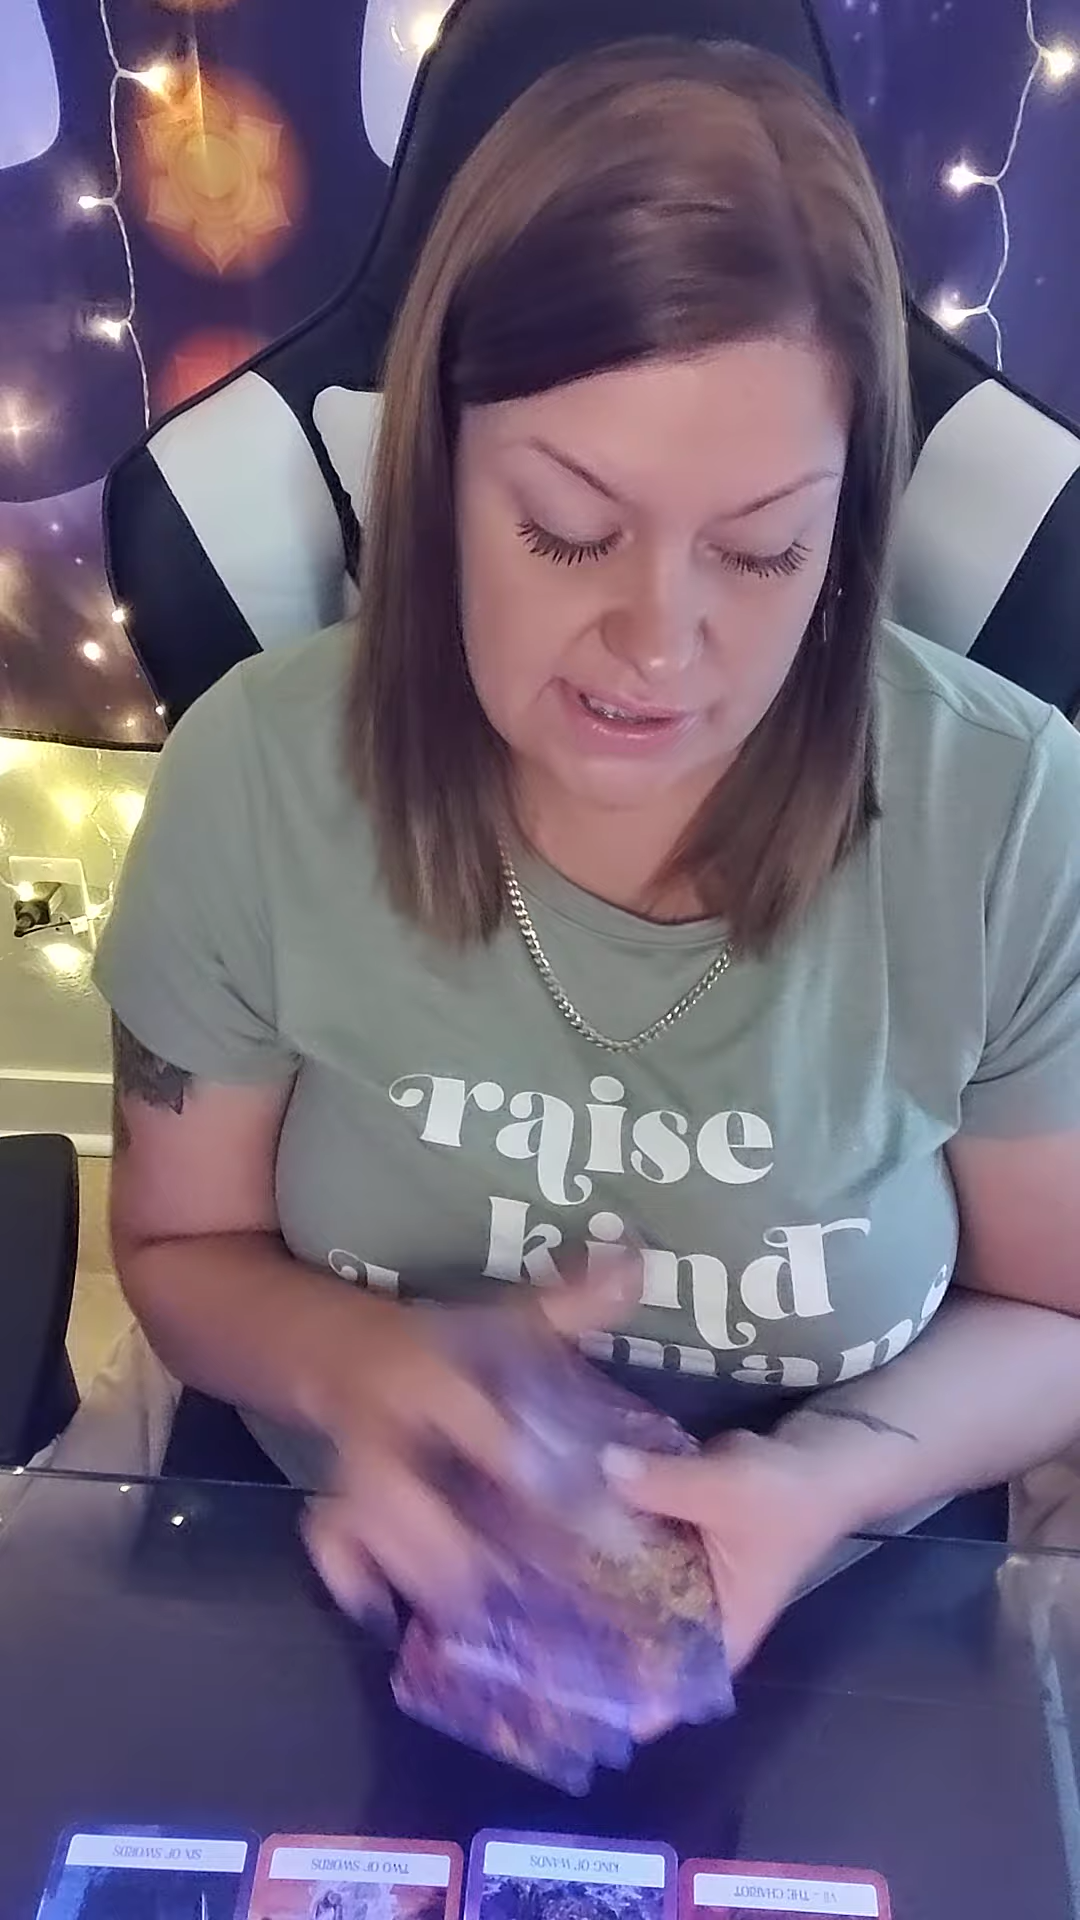 raise
kind
SIX OF SWORDS
TWO OF SWORDS
KING OF WANDS
VII - THE CHARIOT